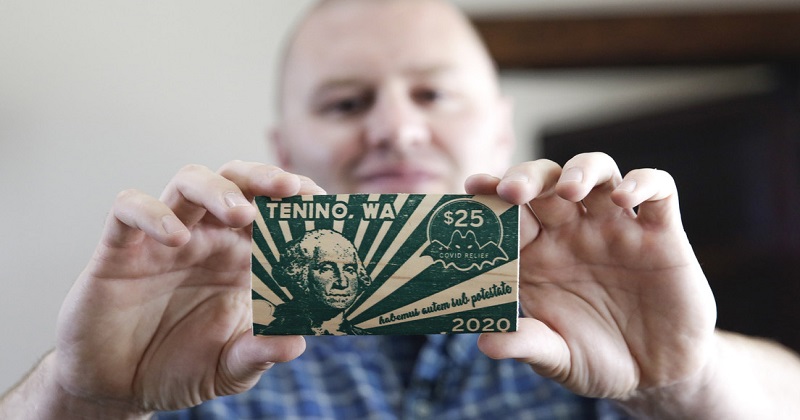 TENINO, WA
$25
COVID RELIEF
habemus autem sub potestate
2020